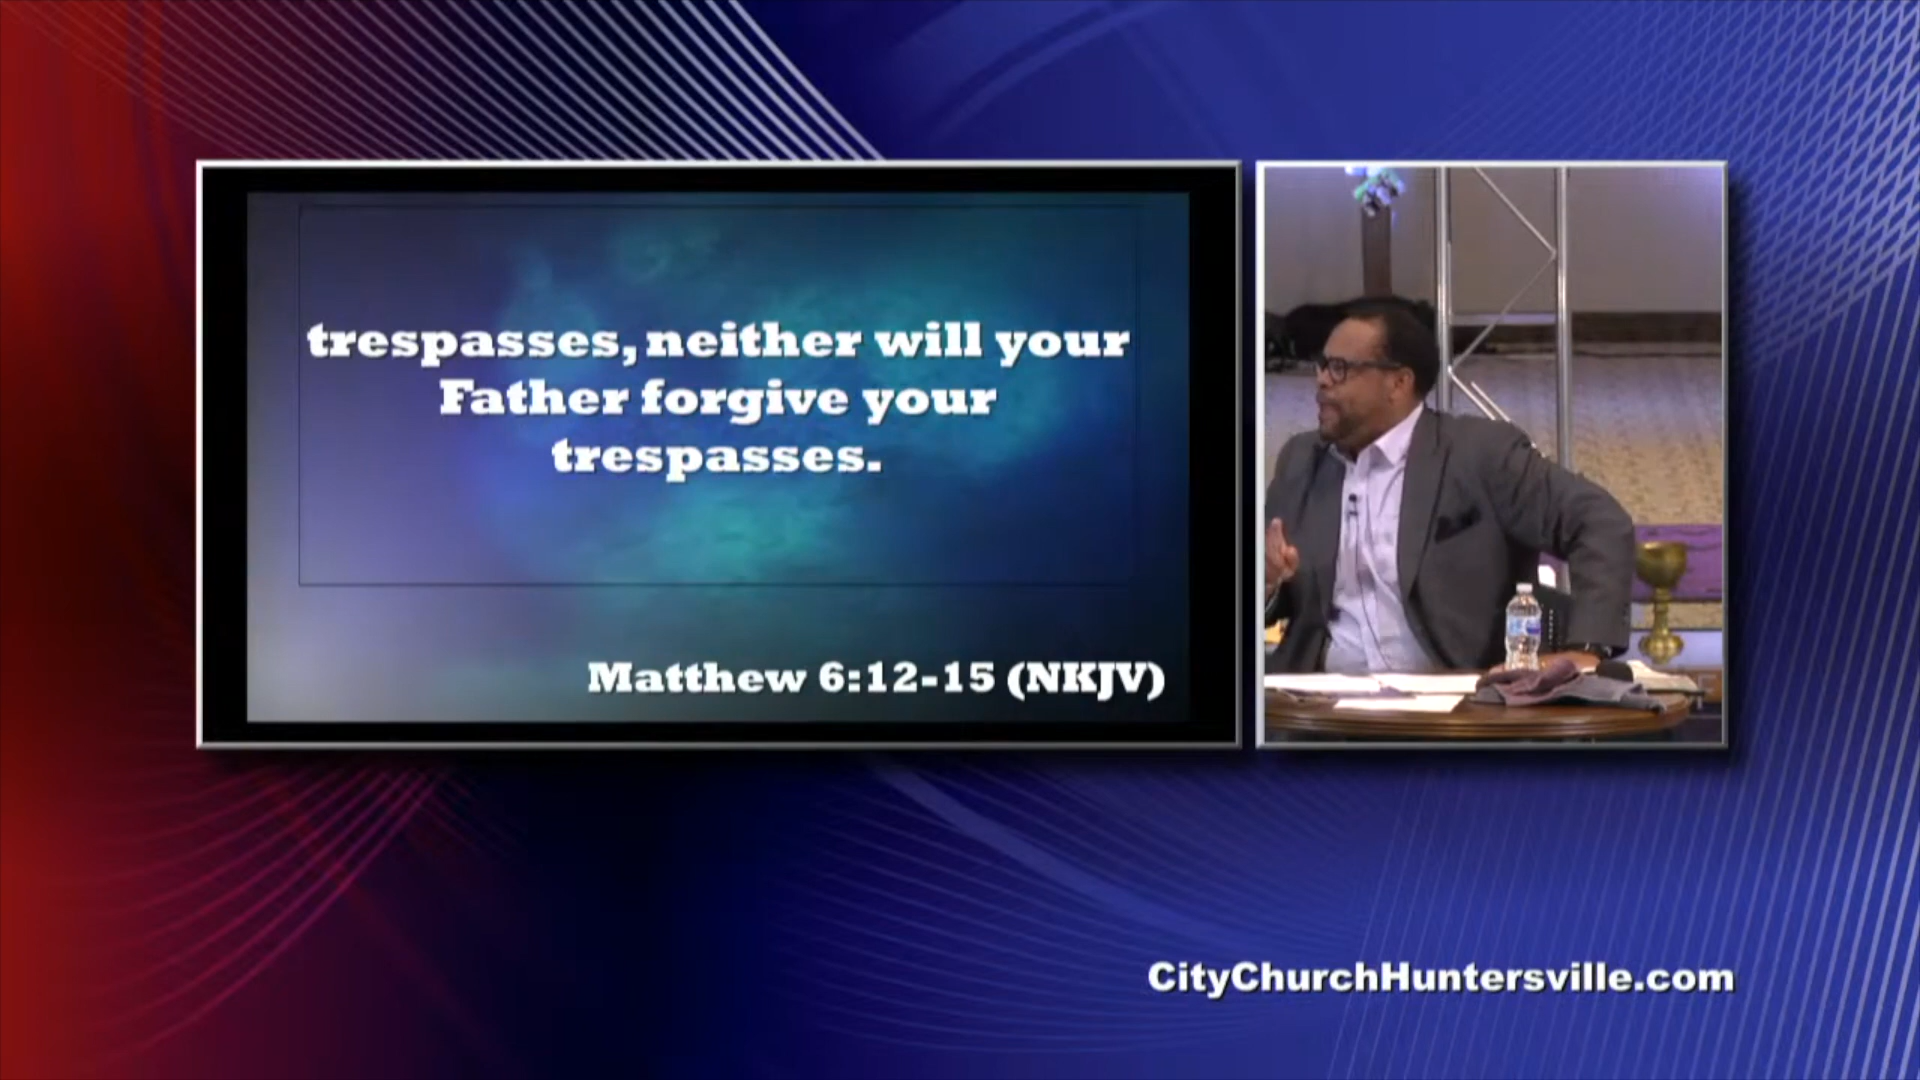 trespasses, neither will your
Father forgive your
trespasses.
Matthew 6:12-15 (NKJV)
CityChurchHuntersville.com